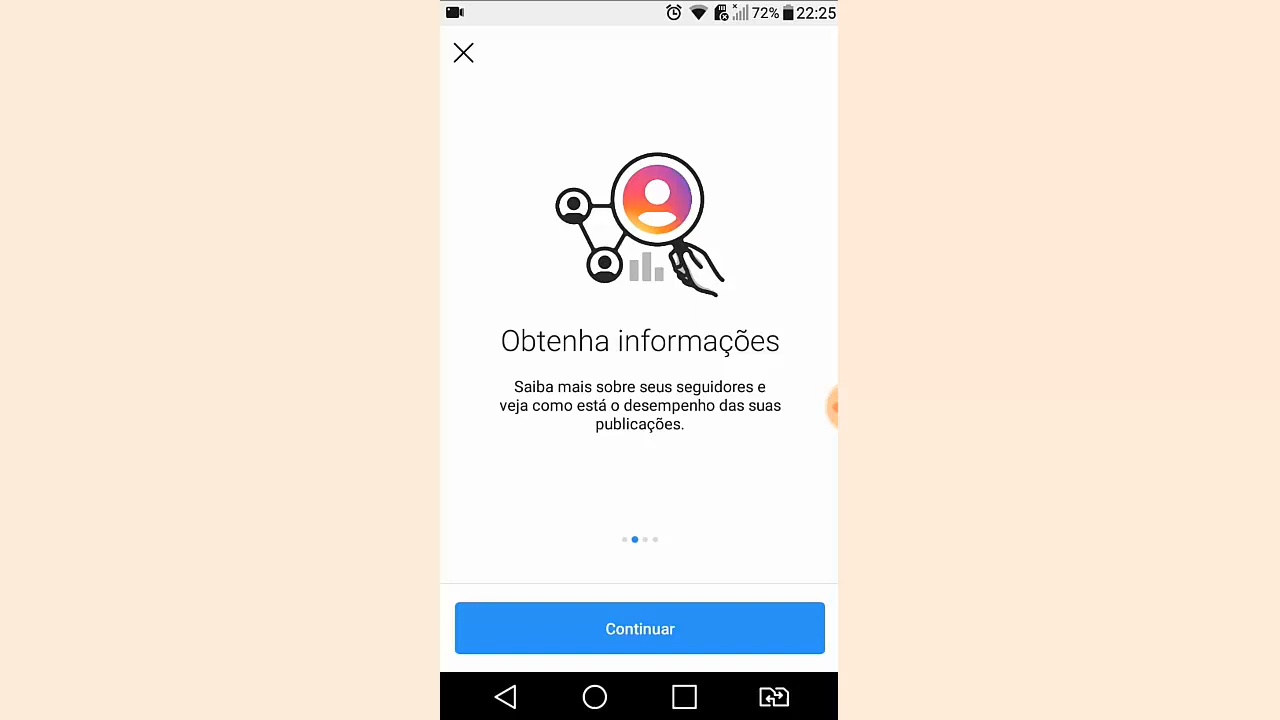 72% 22:25
Obtenha informações
Saiba mais sobre seus seguidores e
veja como está o desempenho das suas
publicações.
Continuar